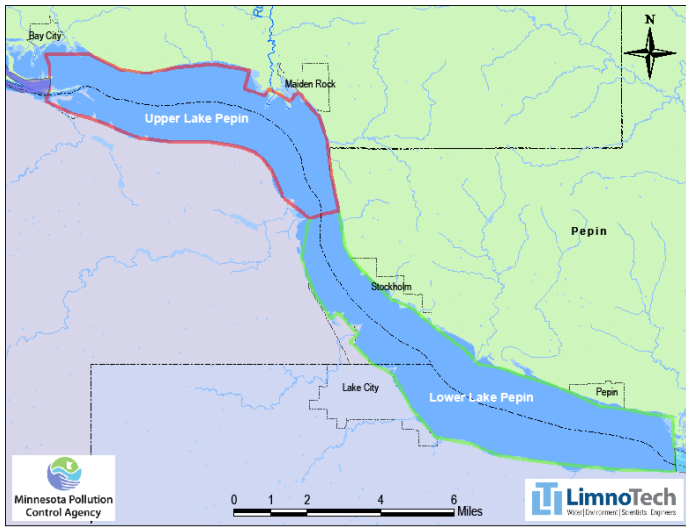 Bay City
N
Maiden Rock
Upper Lake Pepin
Pepin
Stockholm
Lake City
Lower Lake Pepin
Pepin
Minnesota Pollution
Control Agency
0 1 2 4 6
Miles
LT LimnoTech
Water | Environment | Scientists Engineers